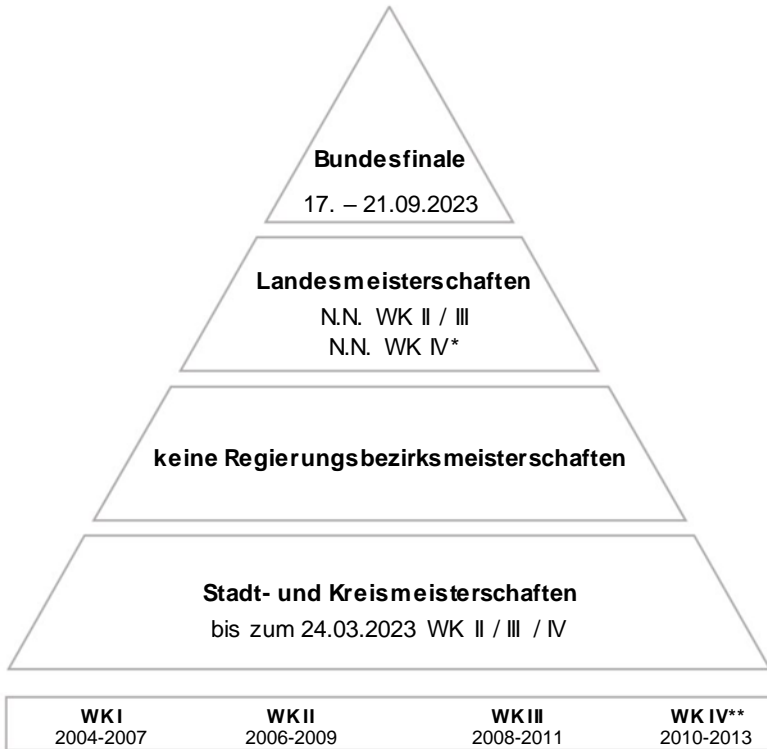 Bundesfinale
17. – 21.09.2023
Landesmeisterschaften
N.N. WK II / III
N.N. WK IV*
keine Regierungsbezirksmeisterschaften
Stadt- und Kreismeisterschaften
bis zum 24.03.2023 WK II / III / IV
WK I WK II WK III WK IV**
2004-2007 2006-2009 2008-2011 2010-2013